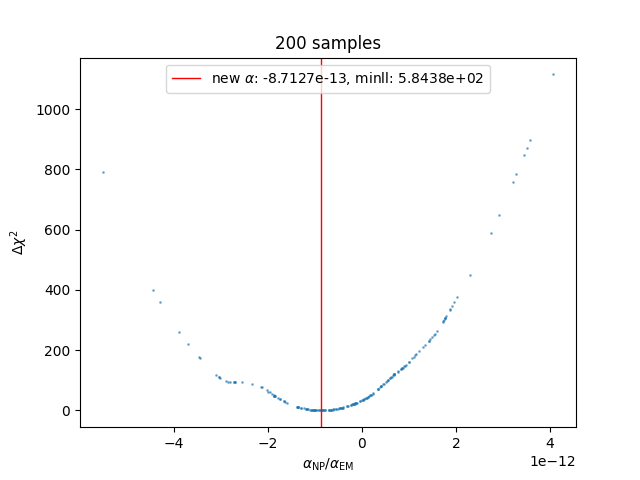 200 samples
new α: -8.7127e-13, minll: 5.8438e+02
Δχ²
1000
800
600
400
200
0
−4 −2 0 2 4
1e−12
α_NP/α_EM